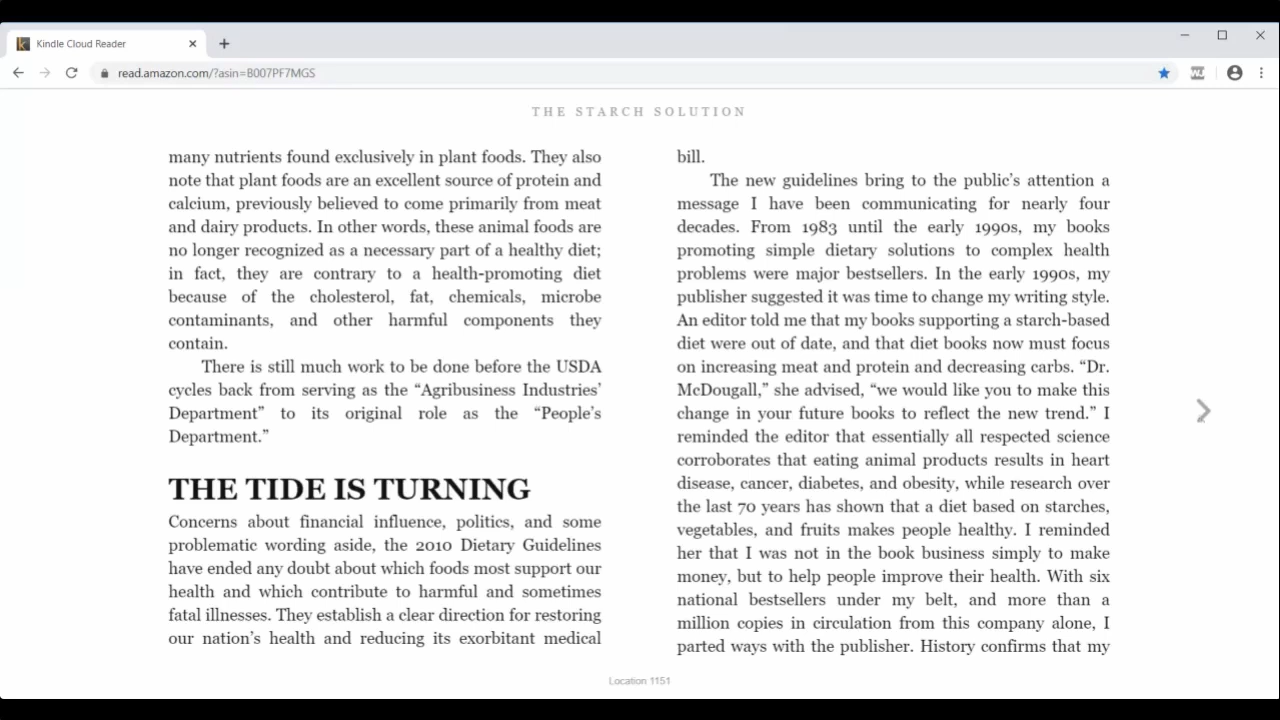 Kindle Cloud Reader
read.amazon.com/?asin=B007PF7MGS
THE STARCH SOLUTION
many nutrients found exclusively in plant foods. They also
note that plant foods are an excellent source of protein and
calcium, previously believed to come primarily from meat
and dairy products. In other words, these animal foods are
no longer recognized as a necessary part of a healthy diet;
in fact, they are contrary to a health-promoting diet
because of the cholesterol, fat, chemicals, microbe
contaminants, and other harmful components they
contain.
There is still much work to be done before the USDA
cycles back from serving as the “Agribusiness Industries’
Department” to its original role as the “People’s
Department.”
THE TIDE IS TURNING
Concerns about financial influence, politics, and some
problematic wording aside, the 2010 Dietary Guidelines
have ended any doubt about which foods most support our
health and which contribute to harmful and sometimes
fatal illnesses. They establish a clear direction for restoring
our nation’s health and reducing its exorbitant medical
bill.
The new guidelines bring to the public’s attention a
message I have been communicating for nearly four
decades. From 1983 until the early 1990s, my books
promoting simple dietary solutions to complex health
problems were major bestsellers. In the early 1990s, my
publisher suggested it was time to change my writing style.
An editor told me that my books supporting a starch-based
diet were out of date, and that diet books now must focus
on increasing meat and protein and decreasing carbs. “Dr.
McDougall,” she advised, “we would like you to make this
change in your future books to reflect the new trend.” I
reminded the editor that essentially all respected science
corroborates that eating animal products results in heart
disease, cancer, diabetes, and obesity, while research over
the last 70 years has shown that a diet based on starches,
vegetables, and fruits makes people healthy. I reminded
her that I was not in the book business simply to make
money, but to help people improve their health. With six
national bestsellers under my belt, and more than a
million copies in circulation from this company alone, I
parted ways with the publisher. History confirms that my
Location 1151